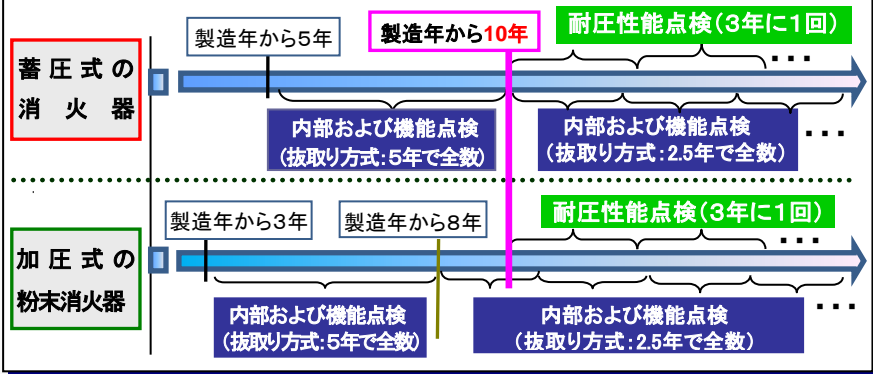 製造年から5年
製造年から10年
耐圧性能点検(3年に1回)
・・・
蓄圧式の
消火器
内部および機能点検
(抜取り方式:5年で全数)
内部および機能点検
(抜取り方式:2.5年で全数)
・・・
製造年から3年
製造年から8年
耐圧性能点検(3年に1回)
・・・
加圧式の
粉末消火器
内部および機能点検
(抜取り方式:5年で全数)
内部および機能点検
(抜取り方式:2.5年で全数)
・・・